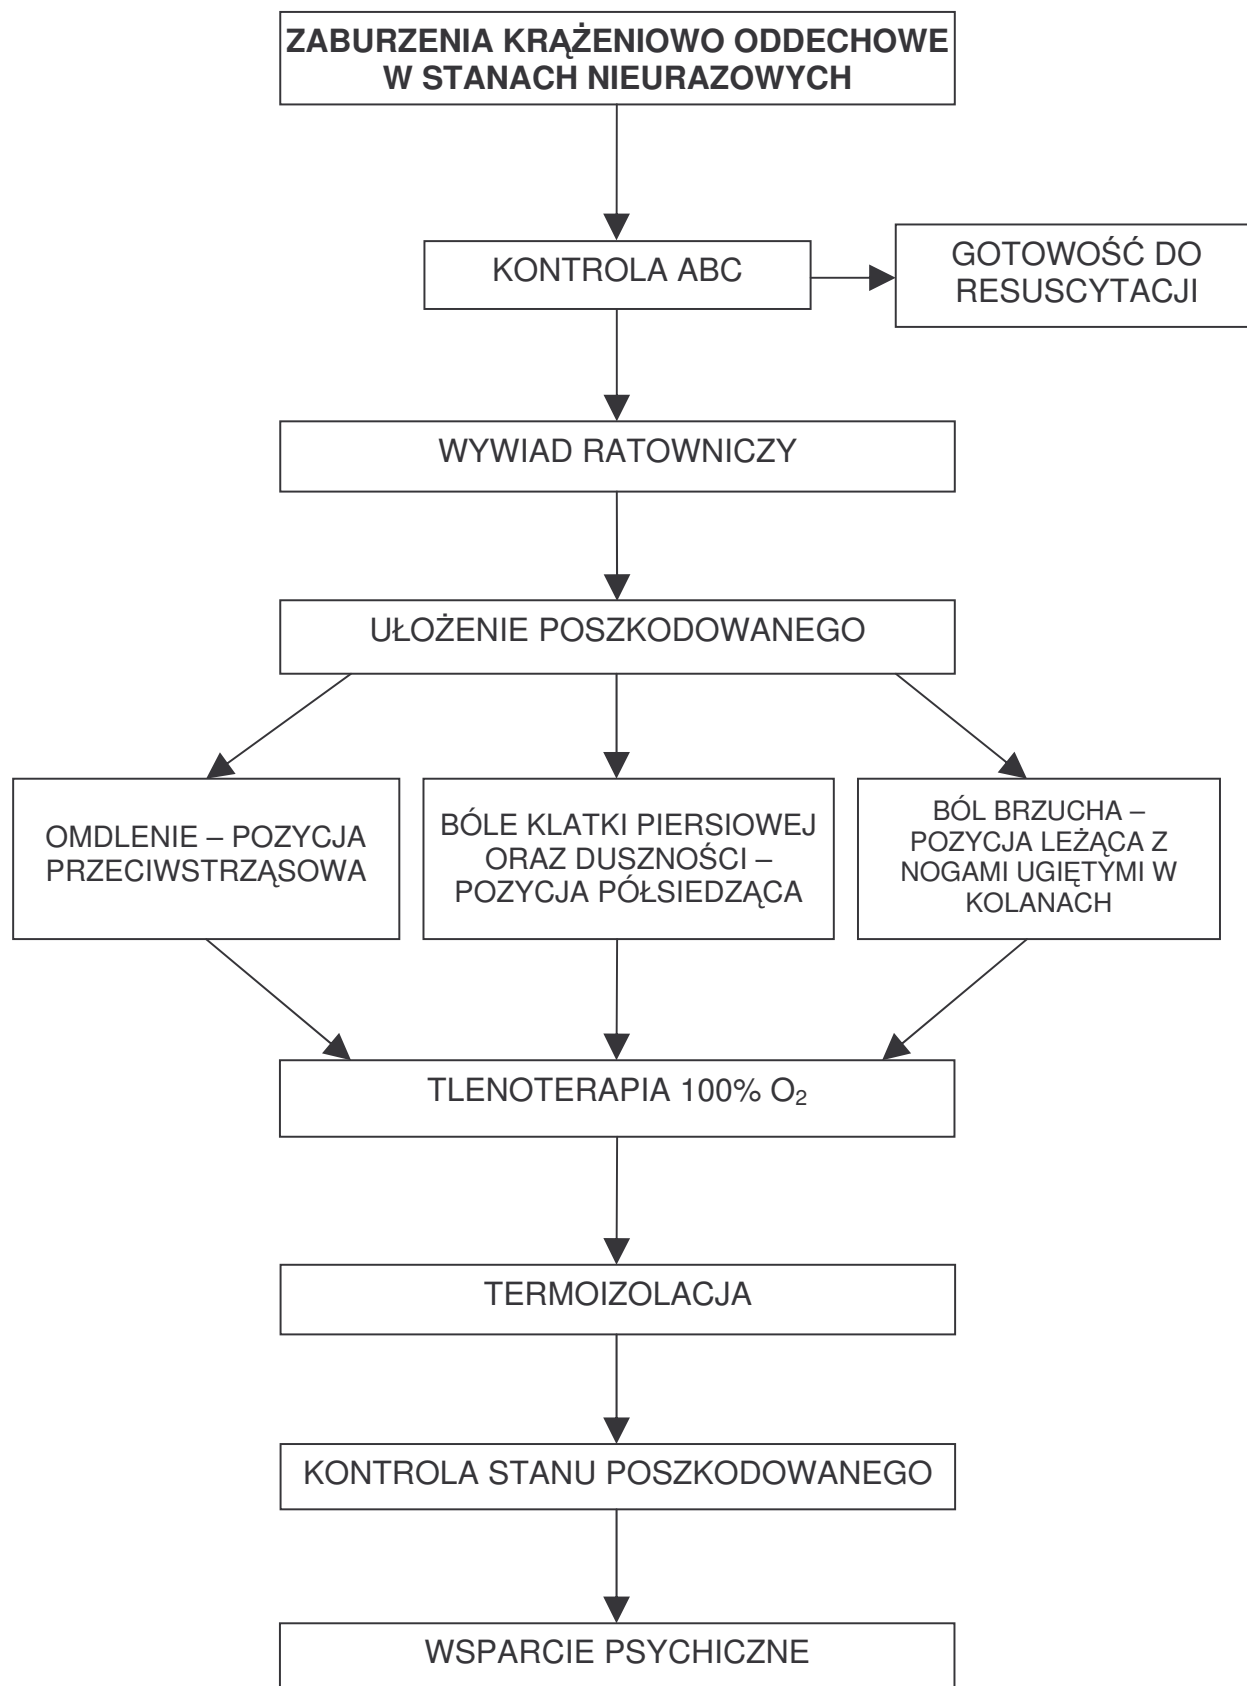 ZABURZENIA KRĄŻENIOWO ODDECHOWE
W STANACH NIEURAZOWYCH
KONTROLA ABC
GOTOWOŚĆ DO
RESUSCYTACJI
WYWIAD RATOWNICZY
UŁOŻENIE POSZKODOWANEGO
OMDLENIE – POZYCJA
PRZECIWSTRZĄSOWA
BÓLE KLATKI PIERSIOWEJ
ORAZ DUSZNOŚCI –
POZYCJA PÓŁSIEDZĄCA
BÓL BRZUCHA –
POZYCJA LEŻĄCA Z
NOGAMI UGIĘTYMI W
KOLANACH
TLENOTERAPIA 100% O₂
TERMOIZOLACJA
KONTROLA STANU POSZKODOWANEGO
WSPARCIE PSYCHICZNE